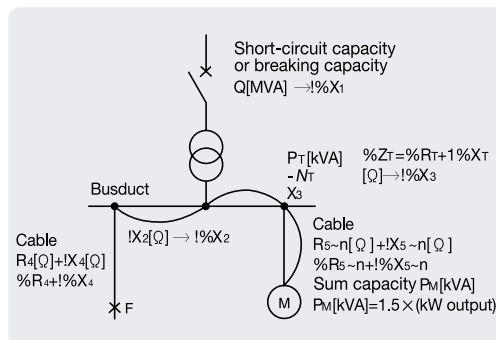 Short-circuit capacity
or breaking capacity
Q[MVA] →!%X₁
PT[kVA] %ZT=%RT+1%XT
-NT [Ω]→!%X₃
X₃
Busduct
!X₂[Ω] → !%X₂
Cable
R₄[Ω]+!X₄[Ω]
%R₄+!%X₄
F
Cable
R₅~n[Ω]+!X₅~n[Ω]
%R₅~n+!%X₅~n
Sum capacity PM[kVA]
PM[kVA]=1.5×(kW output)
M